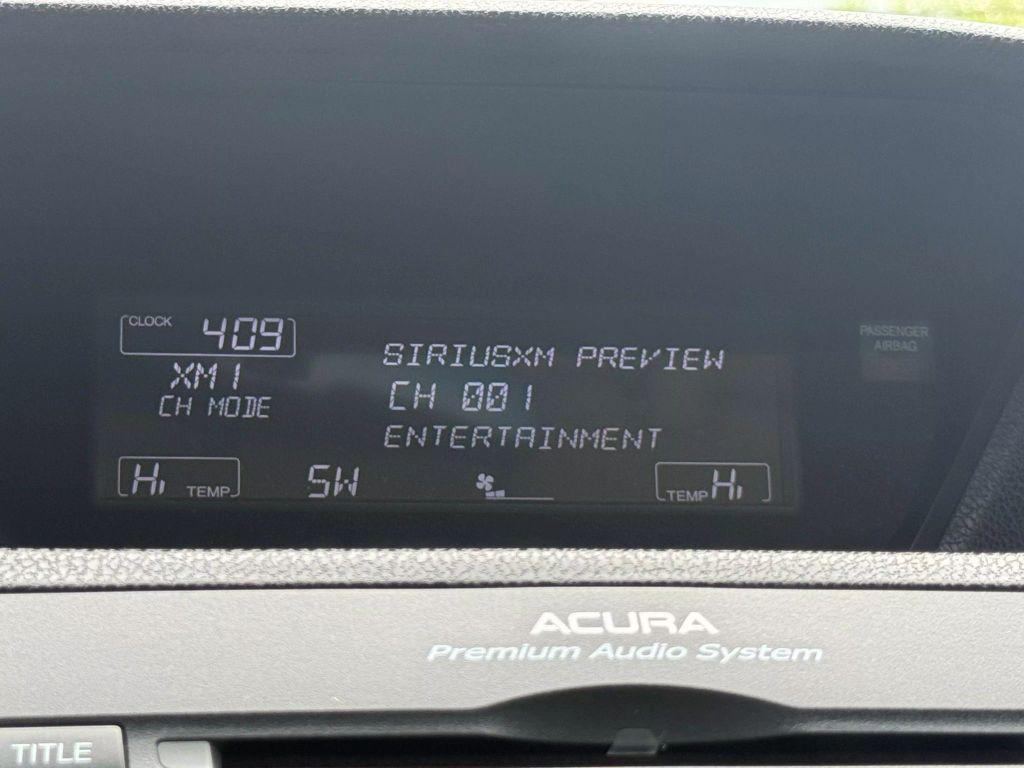 CLOCK 409
SIRIUSXM PREVIEW
PASSENGER
AIRBAG
XM1
CH 001
CH MODE
ENTERTAINMENT
Hi TEMP
SW
TEMP Hi
ACURA
Premium Audio System
TITLE